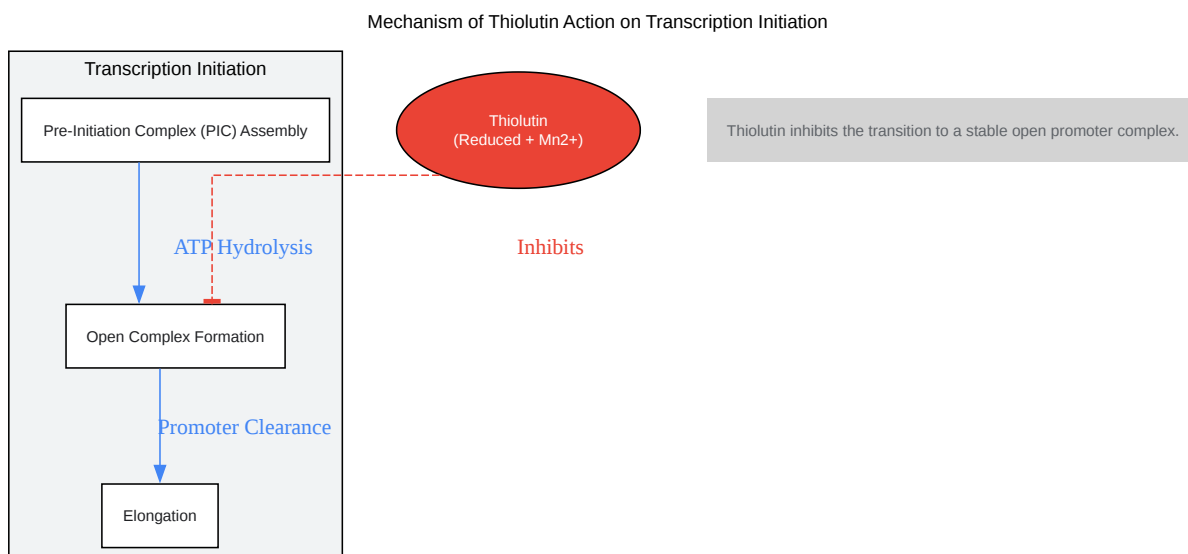 Mechanism of Thiolutin Action on Transcription Initiation
Transcription Initiation
Pre-Initiation Complex (PIC) Assembly
Thiolutin
(Reduced + Mn2+)
Thiolutin inhibits the transition to a stable open promoter complex.
ATP Hydrolysis
Inhibits
Open Complex Formation
Promoter Clearance
Elongation